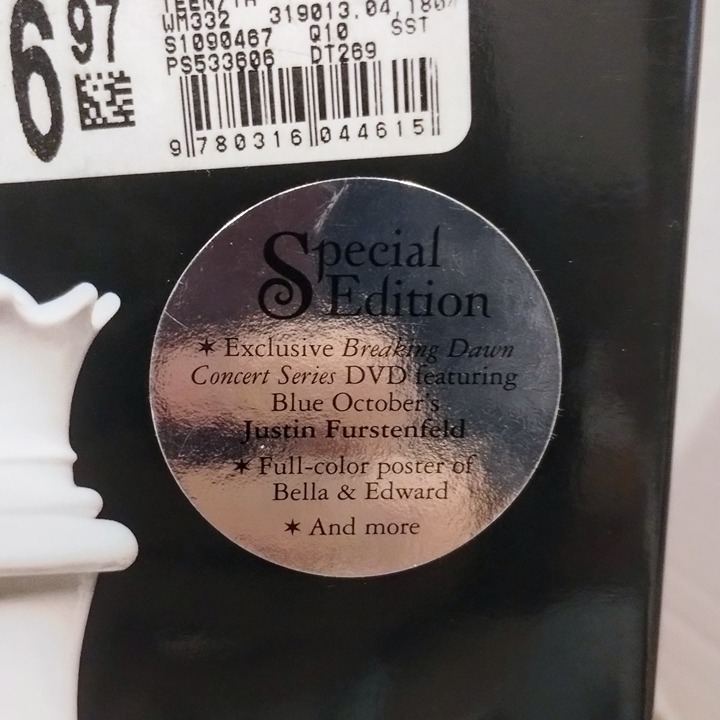 6 97
WM332 319013.04,180
S1090467 Q10 SST
PS533606 DT269
9 780316 044615
Special
Edition
✶ Exclusive Breaking Dawn
Concert Series DVD featuring
Blue October's
Justin Furstenfeld
✶ Full-color poster of
Bella & Edward
✶ And more